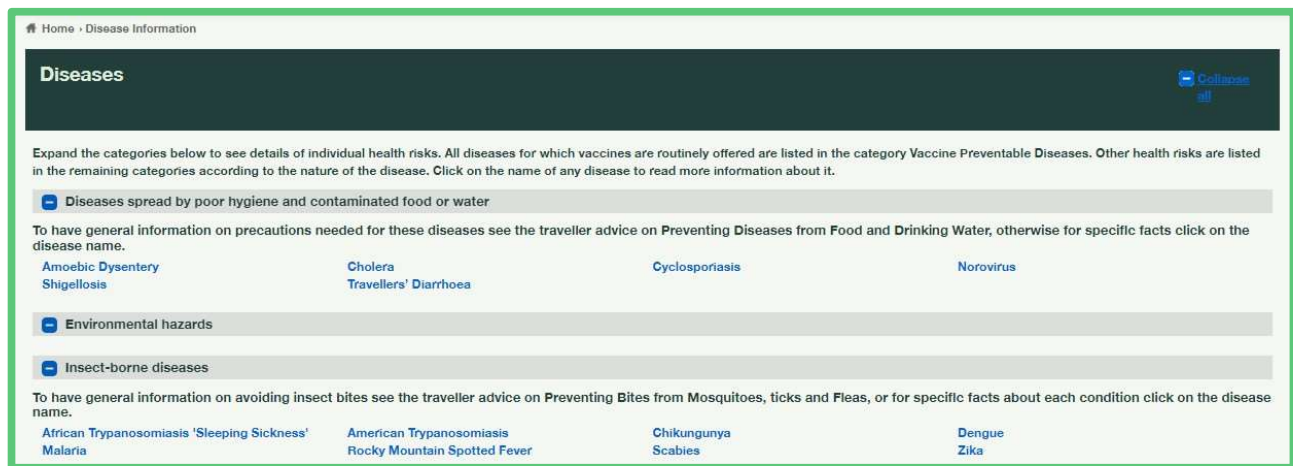 Home › Disease Information
Diseases
Collapse
all
Expand the categories below to see details of individual health risks. All diseases for which vaccines are routinely offered are listed in the category Vaccine Preventable Diseases. Other health risks are listed
in the remaining categories according to the nature of the disease. Click on the name of any disease to read more information about it.
Diseases spread by poor hygiene and contaminated food or water
To have general information on precautions needed for these diseases see the traveller advice on Preventing Diseases from Food and Drinking Water, otherwise for specific facts click on the
disease name.
Amoebic Dysentery Cholera Cyclosporiasis Norovirus
Shigellosis Travellers' Diarrhoea
Environmental hazards
Insect-borne diseases
To have general information on avoiding insect bites see the traveller advice on Preventing Bites from Mosquitoes, ticks and Fleas, or for specific facts about each condition click on the disease
name.
African Trypanosomiasis 'Sleeping Sickness' American Trypanosomiasis Chikungunya Dengue
Malaria Rocky Mountain Spotted Fever Scabies Zika